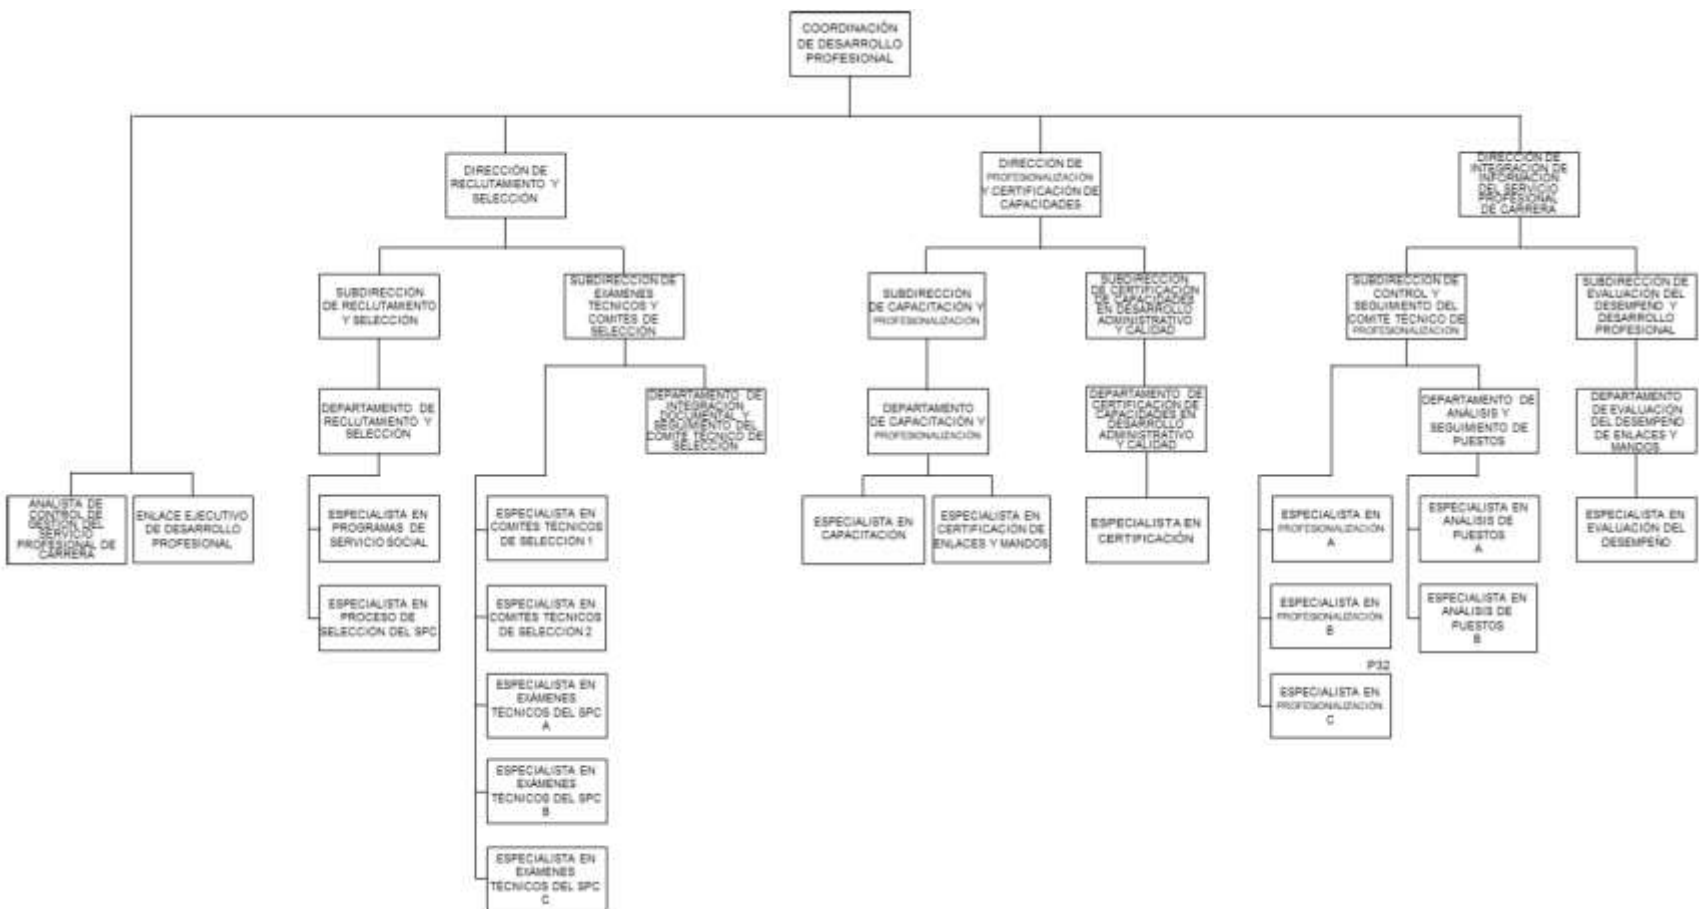 COORDINACIÓN
DE DESARROLLO
PROFESIONAL
DIRECCIÓN DE
RECLUTAMIENTO Y
SELECCIÓN
DIRECCIÓN DE
PROFESIONALIZACIÓN
Y CERTIFICACIÓN DE
CAPACIDADES
DIRECCIÓN DE
INTEGRACIÓN DE
INFORMACIÓN
DEL SERVICIO
PROFESIONAL
DE CARRERA
SUBDIRECCIÓN
DE RECLUTAMIENTO
Y SELECCIÓN
SUBDIRECCIÓN DE
EXÁMENES
TÉCNICOS Y
COMITÉS DE
SELECCIÓN
SUBDIRECCIÓN
DE CAPACITACIÓN Y
PROFESIONALIZACIÓN
SUBDIRECCIÓN
DE CERTIFICACIÓN
DE CAPACIDADES
EN DESARROLLO
ADMINISTRATIVO
Y CALIDAD
SUBDIRECCIÓN DE
CONTROL Y
SEGUIMIENTO DEL
COMITÉ TÉCNICO DE
PROFESIONALIZACIÓN
SUBDIRECCIÓN DE
EVALUACIÓN DEL
DESEMPEÑO Y
DESARROLLO
PROFESIONAL
DEPARTAMENTO DE
RECLUTAMIENTO Y
SELECCIÓN
DEPARTAMENTO DE
INTEGRACIÓN
DOCUMENTAL Y
SEGUIMIENTO DEL
COMITÉ TÉCNICO DE
SELECCIÓN
DEPARTAMENTO
DE CAPACITACIÓN Y
PROFESIONALIZACIÓN
DEPARTAMENTO DE
CERTIFICACIÓN DE
CAPACIDADES EN
DESARROLLO
ADMINISTRATIVO
Y CALIDAD
DEPARTAMENTO DE
ANÁLISIS Y
SEGUIMIENTO DE
PUESTOS
DEPARTAMENTO
DE EVALUACIÓN
DEL DESEMPEÑO
DE ENLACES Y
MANDOS
ANALISTA DE
CONTROL DE
GESTIÓN DEL
SERVICIO
PROFESIONAL DE
CARRERA
ENLACE EJECUTIVO
DE DESARROLLO
PROFESIONAL
ESPECIALISTA EN
PROGRAMAS DE
SERVICIO SOCIAL
ESPECIALISTA EN
COMITÉS TÉCNICOS
DE SELECCIÓN 1
ESPECIALISTA EN
CAPACITACIÓN
ESPECIALISTA EN
CERTIFICACIÓN DE
ENLACES Y MANDOS
ESPECIALISTA EN
CERTIFICACIÓN
ESPECIALISTA EN
PROFESIONALIZACIÓN
A
ESPECIALISTA EN
ANÁLISIS DE
PUESTOS
A
ESPECIALISTA EN
EVALUACIÓN DEL
DESEMPEÑO
ESPECIALISTA EN
PROCESO DE
SELECCIÓN DEL SPC
ESPECIALISTA EN
COMITÉS TÉCNICOS
DE SELECCIÓN 2
ESPECIALISTA EN
PROFESIONALIZACIÓN
B
ESPECIALISTA EN
ANÁLISIS DE
PUESTOS
B
P32
ESPECIALISTA EN
EXÁMENES
TÉCNICOS DEL SPC
A
ESPECIALISTA EN
PROFESIONALIZACIÓN
C
ESPECIALISTA EN
EXÁMENES
TÉCNICOS DEL SPC
B
ESPECIALISTA EN
EXÁMENES
TÉCNICOS DEL SPC
C